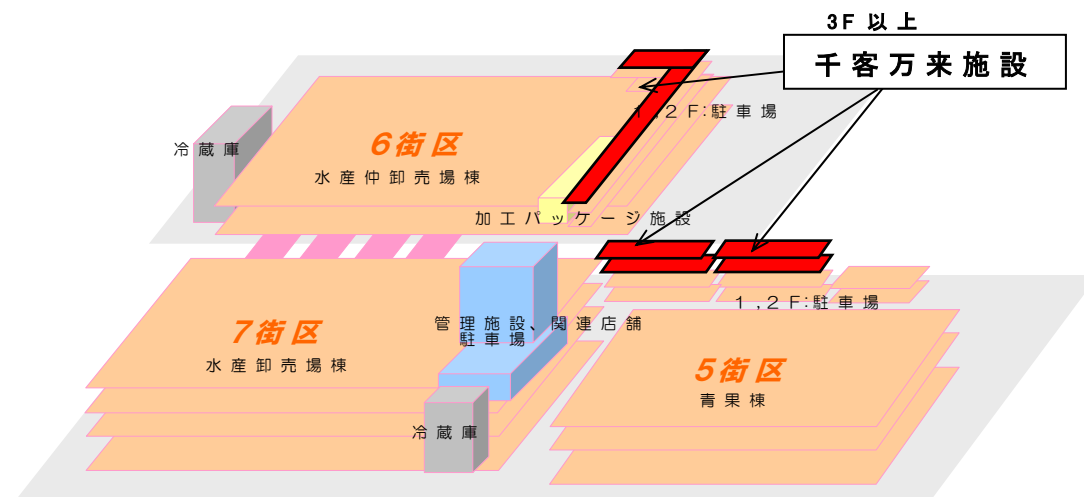 3F 以上
千客万来施設
1,2F:駐車場
冷蔵庫
6街区
水産仲卸売場棟
加工パッケージ施設
1,2F:駐車場
管理施設、関連店舗
駐車場
7街区
水産卸売場棟
5街区
青果棟
冷蔵庫